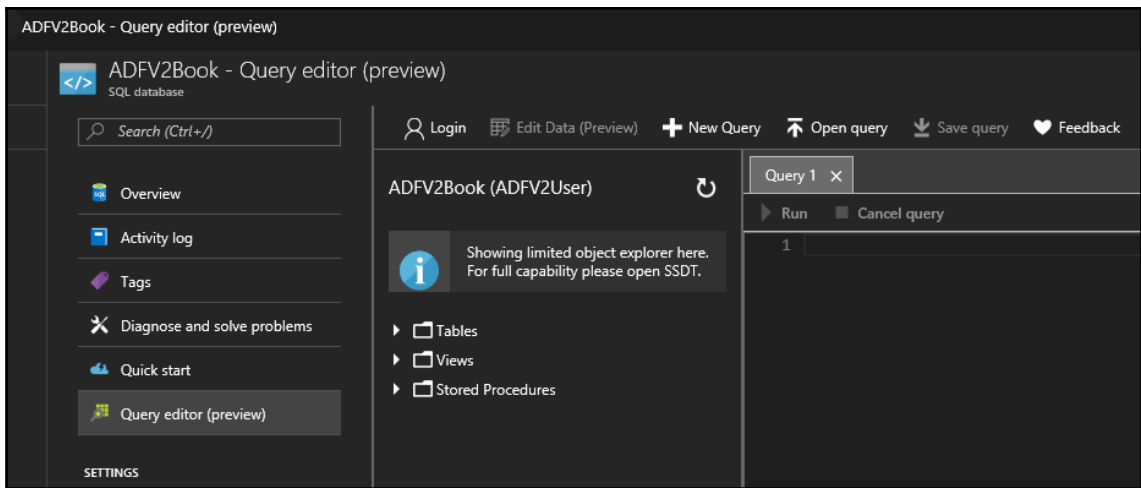 ADFV2Book - Query editor (preview)
ADFV2Book - Query editor (preview)
SQL database
Search (Ctrl+/)
Overview
Activity log
Tags
Diagnose and solve problems
Quick start
Query editor (preview)
SETTINGS
Login Edit Data (Preview) New Query Open query Save query Feedback
ADFV2Book (ADFV2User)
Showing limited object explorer here.
For full capability please open SSDT.
Tables
Views
Stored Procedures
Query 1
Run Cancel query
1